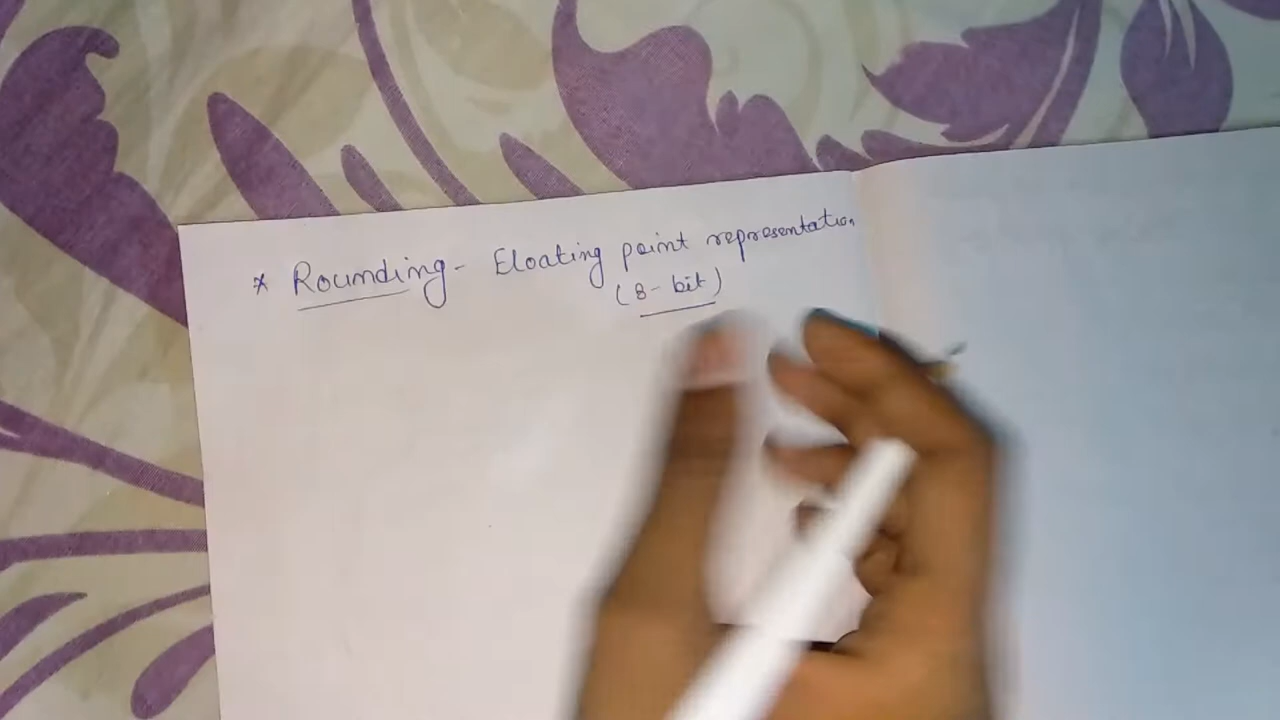 * Rounding - Floating point representation
(8-bit)